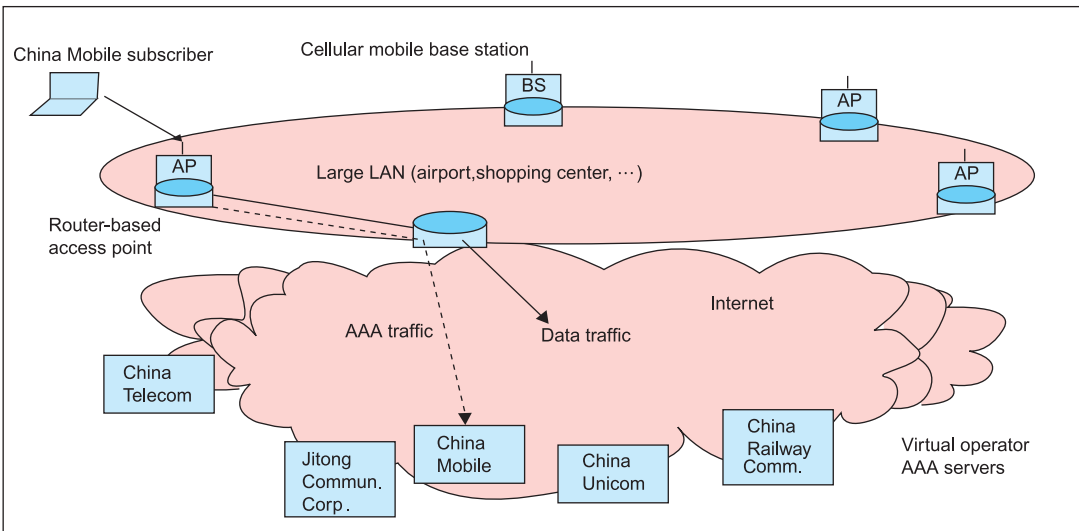 China Mobile subscriber
Cellular mobile base station
BS
AP
AP
AP
Large LAN (airport,shopping center, ⋯)
Router-based
access point
Internet
AAA traffic
Data traffic
China
Telecom
Jitong
Commun.
Corp.
China
Mobile
China
Unicom
China
Railway
Comm.
Virtual operator
AAA servers